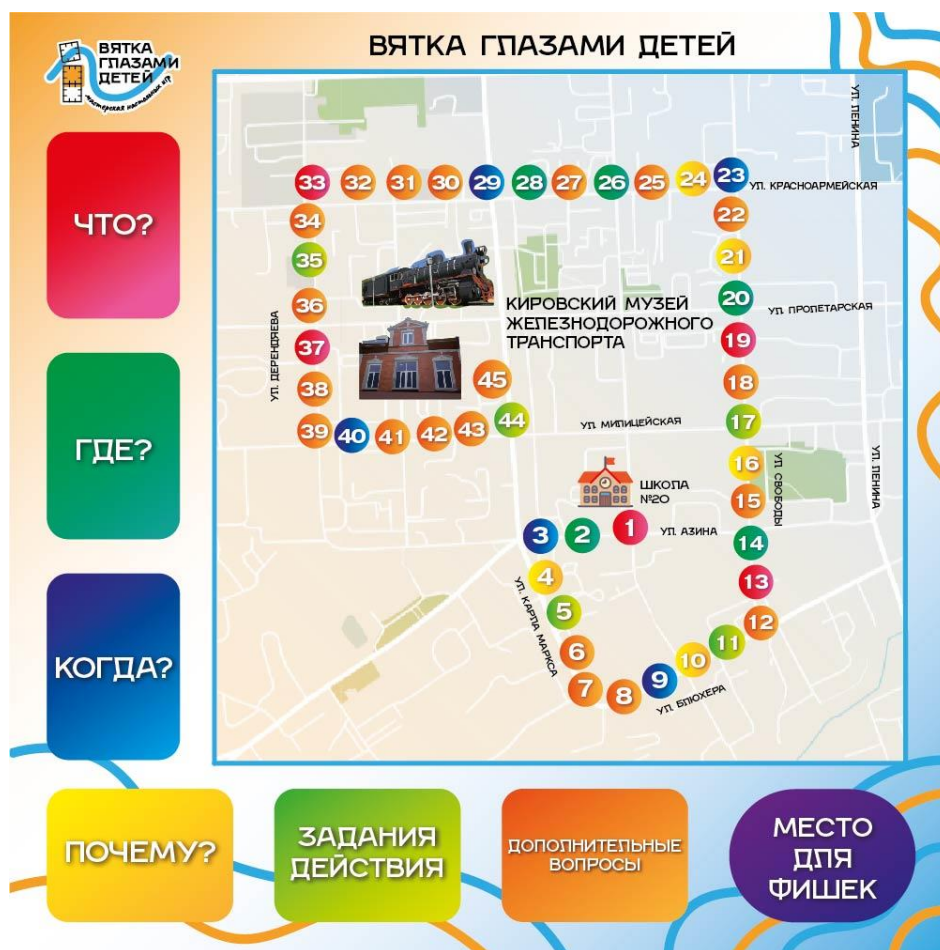 ВЯТКА ГЛАЗАМИ ДЕТЕЙ
ВЯТКА
ГЛАЗАМИ
ДЕТЕЙ
мастерская настольных игр
ЧТО?
ГДЕ?
КОГДА?
УЛ. ЛЕНИНА
33 32 31 30 29 28 27 26 25 24 23
УЛ. КРАСНОАРМЕЙСКАЯ
34
22
35
21
36
20
УЛ. ПРОЛЕТАРСКАЯ
КИРОВСКИЙ МУЗЕЙ
ЖЕЛЕЗНОДОРОЖНОГО
ТРАНСПОРТА
УЛ. ДЕРЕНДЯЕВА
37
19
38
45
18
39 40 41 42 43 44
УЛ. МИЛИЦЕЙСКАЯ
17
16
УЛ. СВОБОДЫ
УЛ. ЛЕНИНА
ШКОЛА
№20
15
3 2 1
УЛ. АЗИНА
14
4
УЛ. КАРЛА МАРКСА
13
5
12
6
11
7
10
8
9
УЛ. БЛЮХЕРА
ПОЧЕМУ?
ЗАДАНИЯ
ДЕЙСТВИЯ
ДОПОЛНИТЕЛЬНЫЕ
ВОПРОСЫ
МЕСТО
ДЛЯ
ФИШЕК